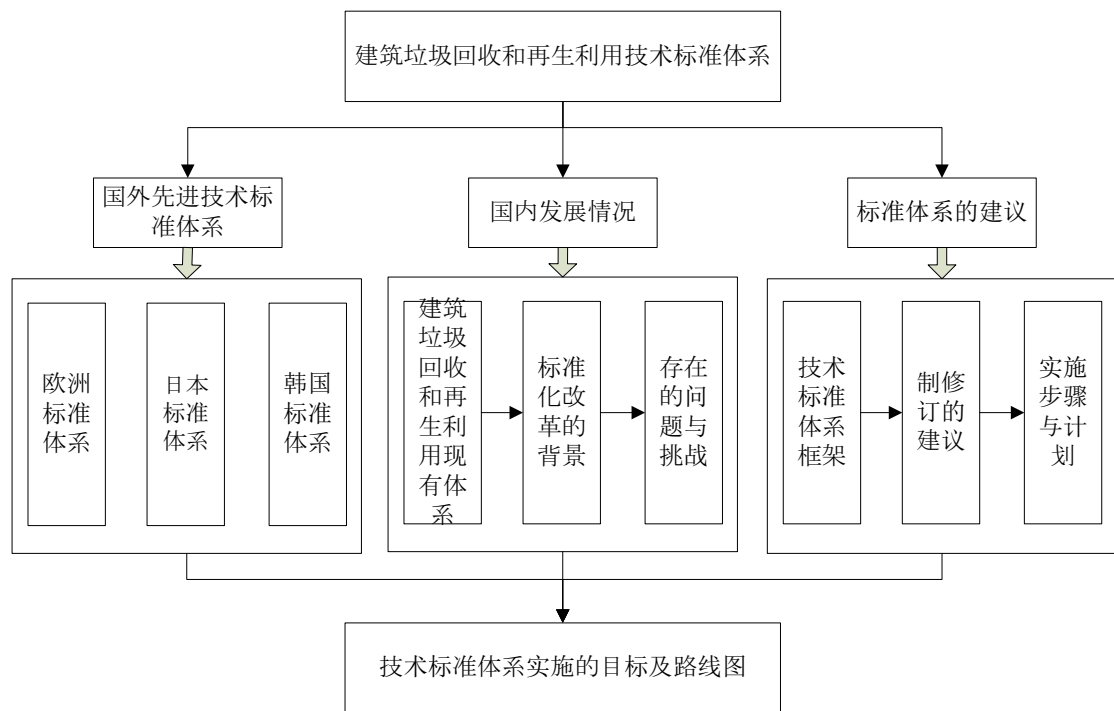 建筑垃圾回收和再生利用技术标准体系
国外先进技术标
准体系
国内发展情况
标准体系的建议
欧洲
标准
体系
日本
标准
体系
韩国
标准
体系
建筑
垃圾
回收
和再
生利
用现
有体
系
标准
化改
革的
背景
存在
的问
题与
挑战
技术
标准
体系
框架
制修
订的
建议
实施
步骤
与计
划
技术标准体系实施的目标及路线图